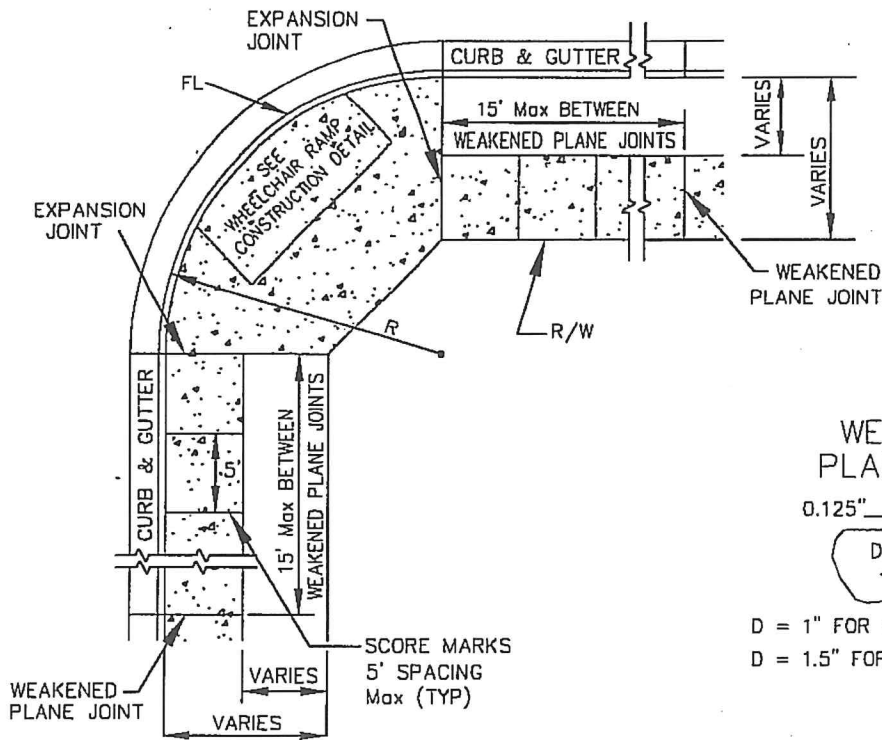 EXPANSION
JOINT
CURB & GUTTER
FL
15' Max BETWEEN
WEAKENED PLANE JOINTS
VARIES
VARIES
SEE
WHEELCHAIR RAMP
CONSTRUCTION DETAIL
EXPANSION
JOINT
WEAKENED
PLANE JOINT
R
R/W
CURB & GUTTER
5'
15' Max BETWEEN
WEAKENED PLANE JOINTS
WE
PLA
0.125"
D
D = 1" FOR
D = 1.5" FOR
SCORE MARKS
5' SPACING
Max (TYP)
WEAKENED
PLANE JOINT
VARIES
VARIES